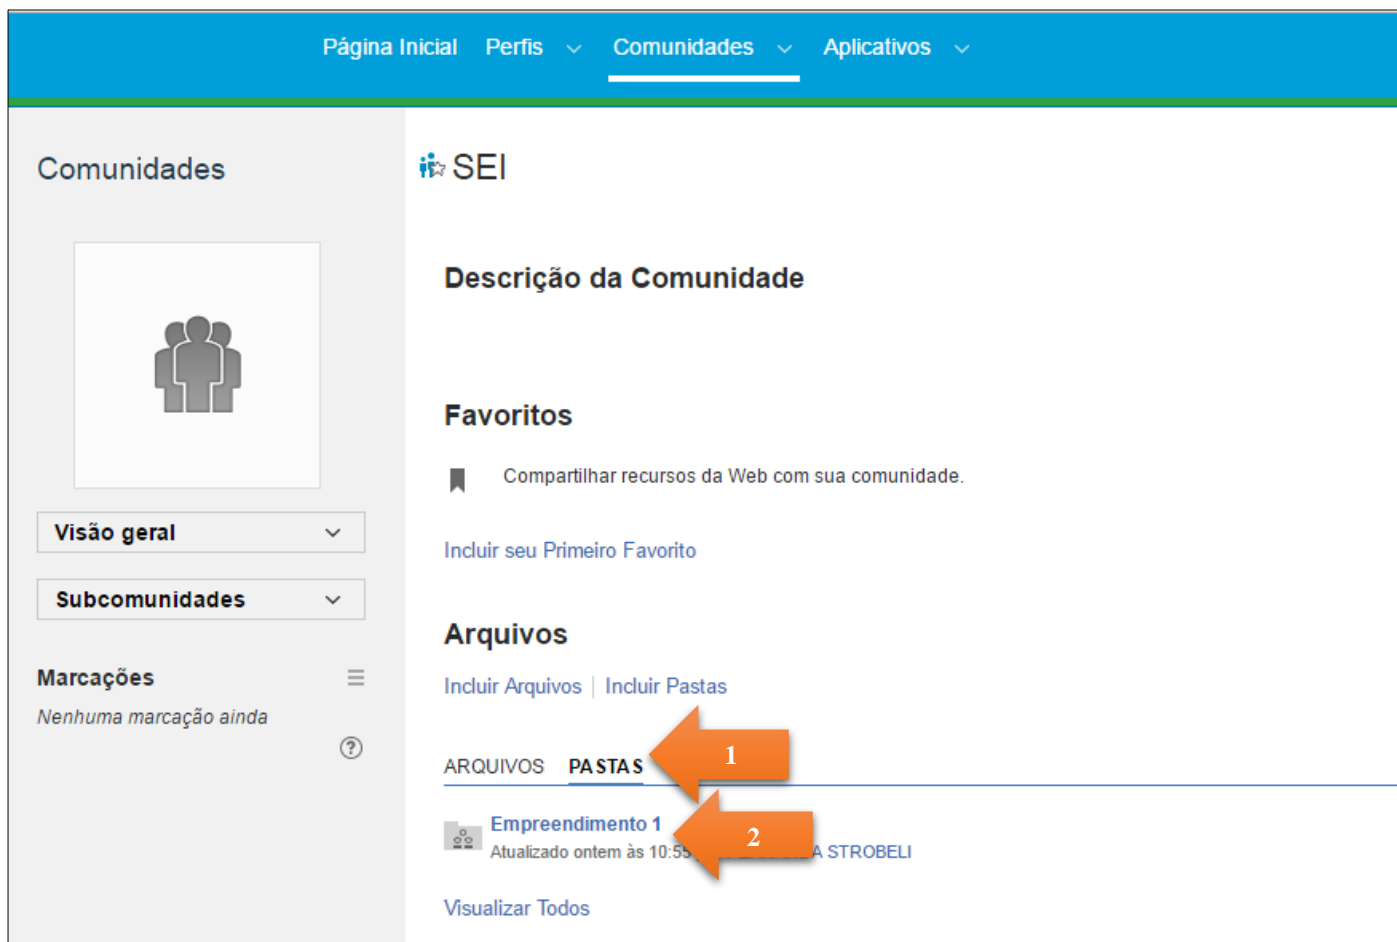 Página Inicial Perfis Comunidades Aplicativos
Comunidades
Visão geral
Subcomunidades
Marcações
Nenhuma marcação ainda
?
SEI
Descrição da Comunidade
Favoritos
Compartilhar recursos da Web com sua comunidade.
Incluir seu Primeiro Favorito
Arquivos
Incluir Arquivos | Incluir Pastas
ARQUIVOS PASTAS 1
Empreendimento 1 2
Atualizado ontem às 10:55 STROBELI
Visualizar Todos